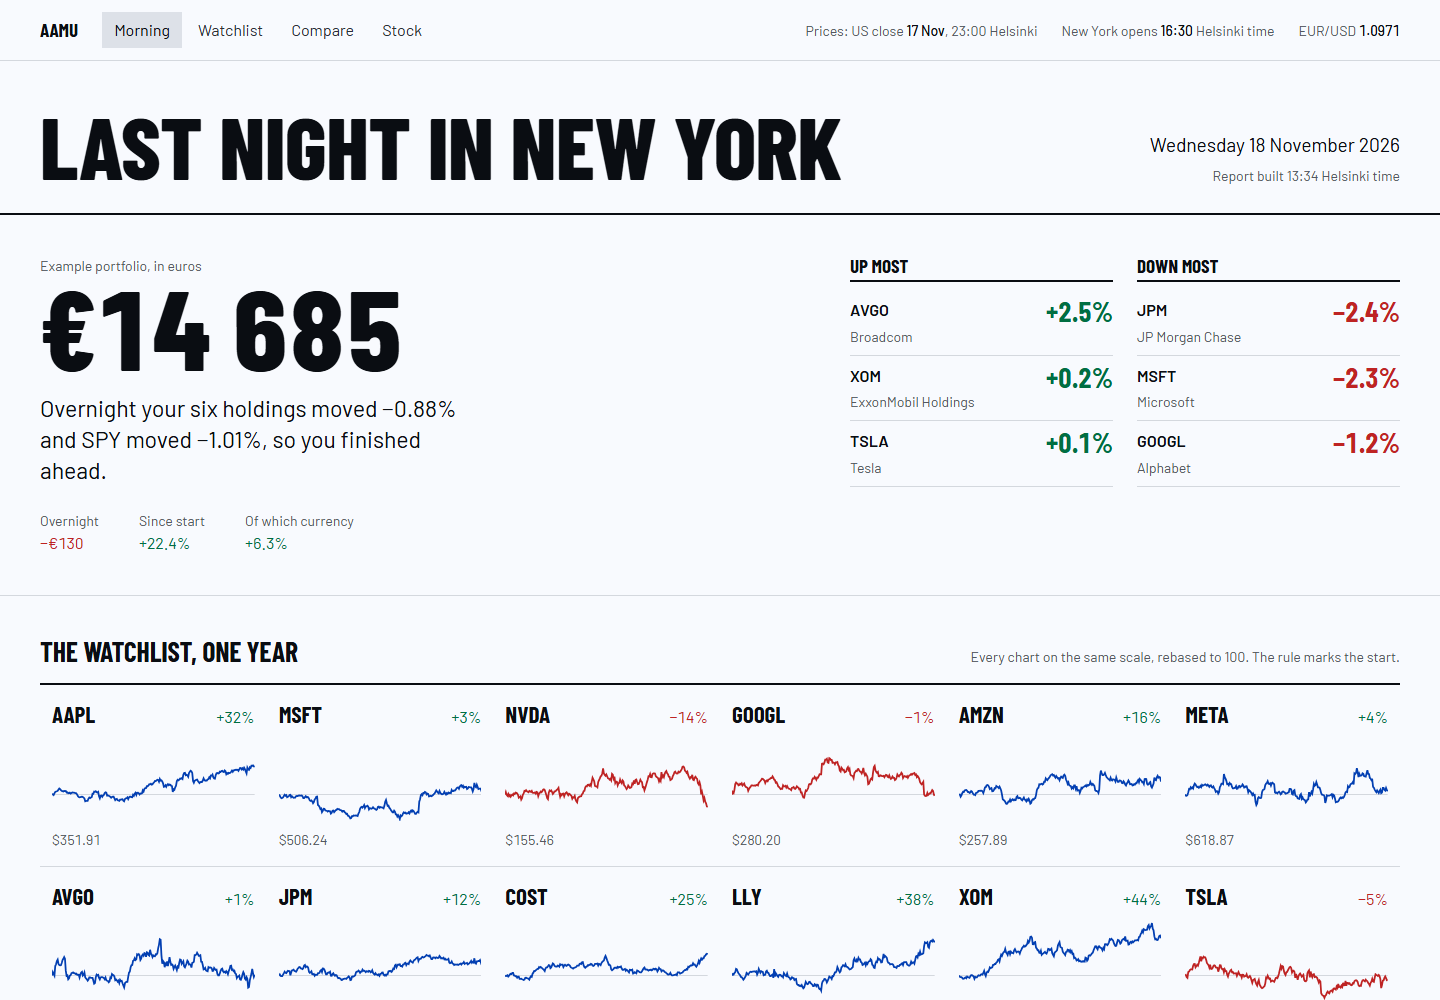 AAMU Morning Watchlist Compare Stock Prices: US close 17 Nov, 23:00 Helsinki New York opens 16:30 Helsinki time EUR/USD 1.0971
LAST NIGHT IN NEW YORK
Wednesday 18 November 2026
Report built 13:34 Helsinki time
Example portfolio, in euros
€14 685
Overnight your six holdings moved −0.88%
and SPY moved −1.01%, so you finished
ahead.
Overnight Since start Of which currency
−€130 +22.4% +6.3%
UP MOST
AVGO +2.5%
Broadcom
XOM +0.2%
ExxonMobil Holdings
TSLA +0.1%
Tesla
DOWN MOST
JPM −2.4%
JP Morgan Chase
MSFT −2.3%
Microsoft
GOOGL −1.2%
Alphabet
THE WATCHLIST, ONE YEAR
Every chart on the same scale, rebased to 100. The rule marks the start.
AAPL +32% MSFT +3% NVDA −14% GOOGL −1% AMZN +16% META +4%
$351.91 $506.24 $155.46 $280.20 $257.89 $618.87
AVGO +1% JPM +12% COST +25% LLY +38% XOM +44% TSLA −5%